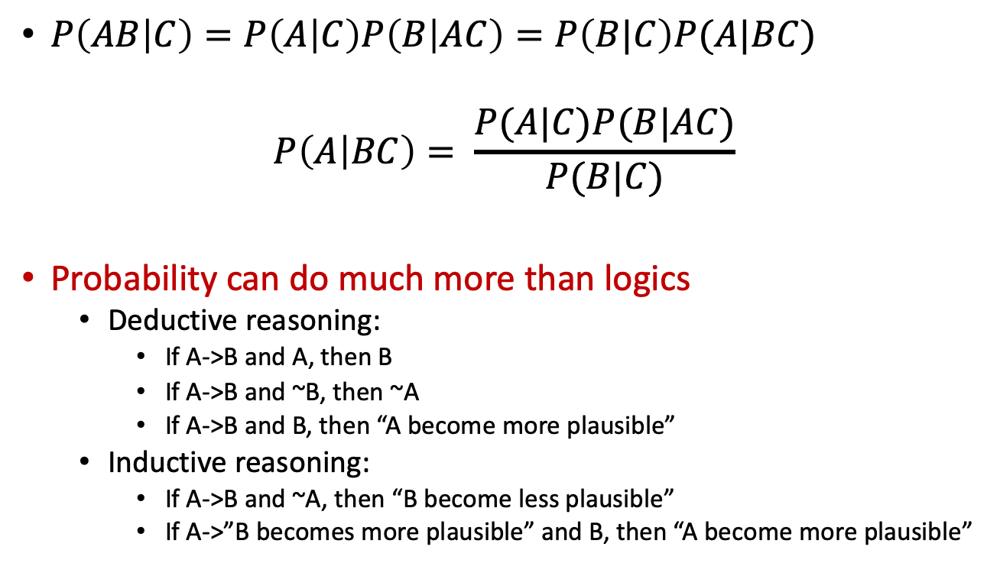 • P(AB|C) = P(A|C)P(B|AC) = P(B|C)P(A|BC)
P(A|BC) = P(A|C)P(B|AC)
P(B|C)
• Probability can do much more than logics
• Deductive reasoning:
• If A->B and A, then B
• If A->B and ~B, then ~A
• If A->B and B, then “A become more plausible”
• Inductive reasoning:
• If A->B and ~A, then “B become less plausible”
• If A->”B becomes more plausible” and B, then “A become more plausible”